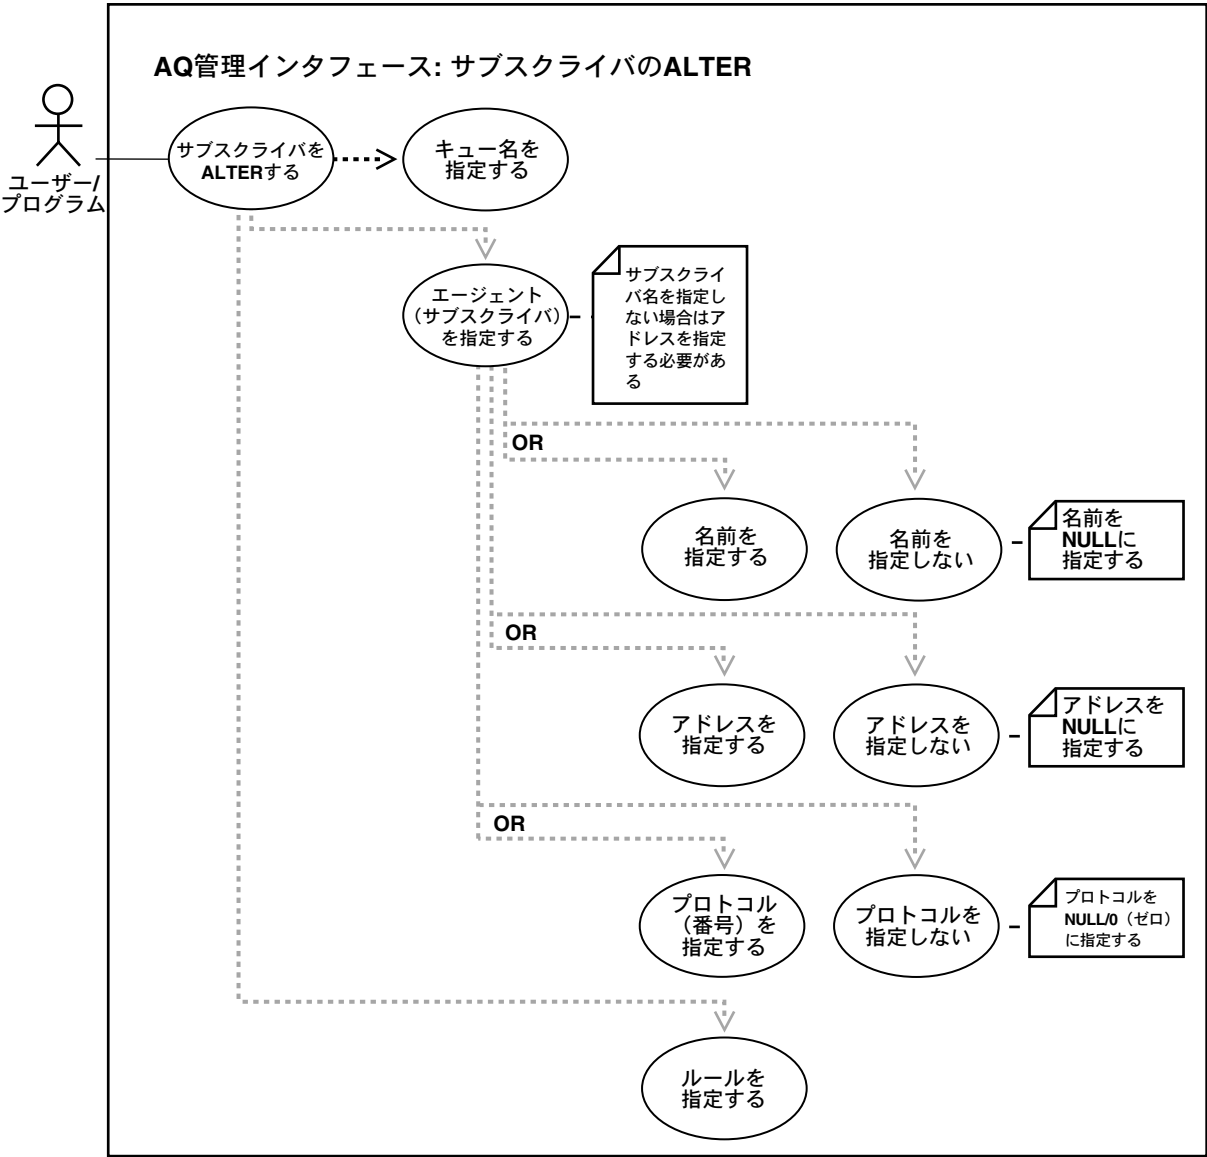 AQ管理インタフェース: サブスクライバのALTER
ユーザー/
プログラム
サブスクライバを
ALTERする
キュー名を
指定する
エージェント
(サブスクライバ)
を指定する
サブスクライ
バ名を指定し
ない場合はア
ドレスを指定
する必要があ
る
OR
名前を
指定する
名前を
指定しない
名前を
NULLに
指定する
OR
アドレスを
指定する
アドレスを
指定しない
アドレスを
NULLに
指定する
OR
プロトコル
(番号)を
指定する
プロトコルを
指定しない
プロトコルを
NULL/0(ゼロ)
に指定する
ルールを
指定する